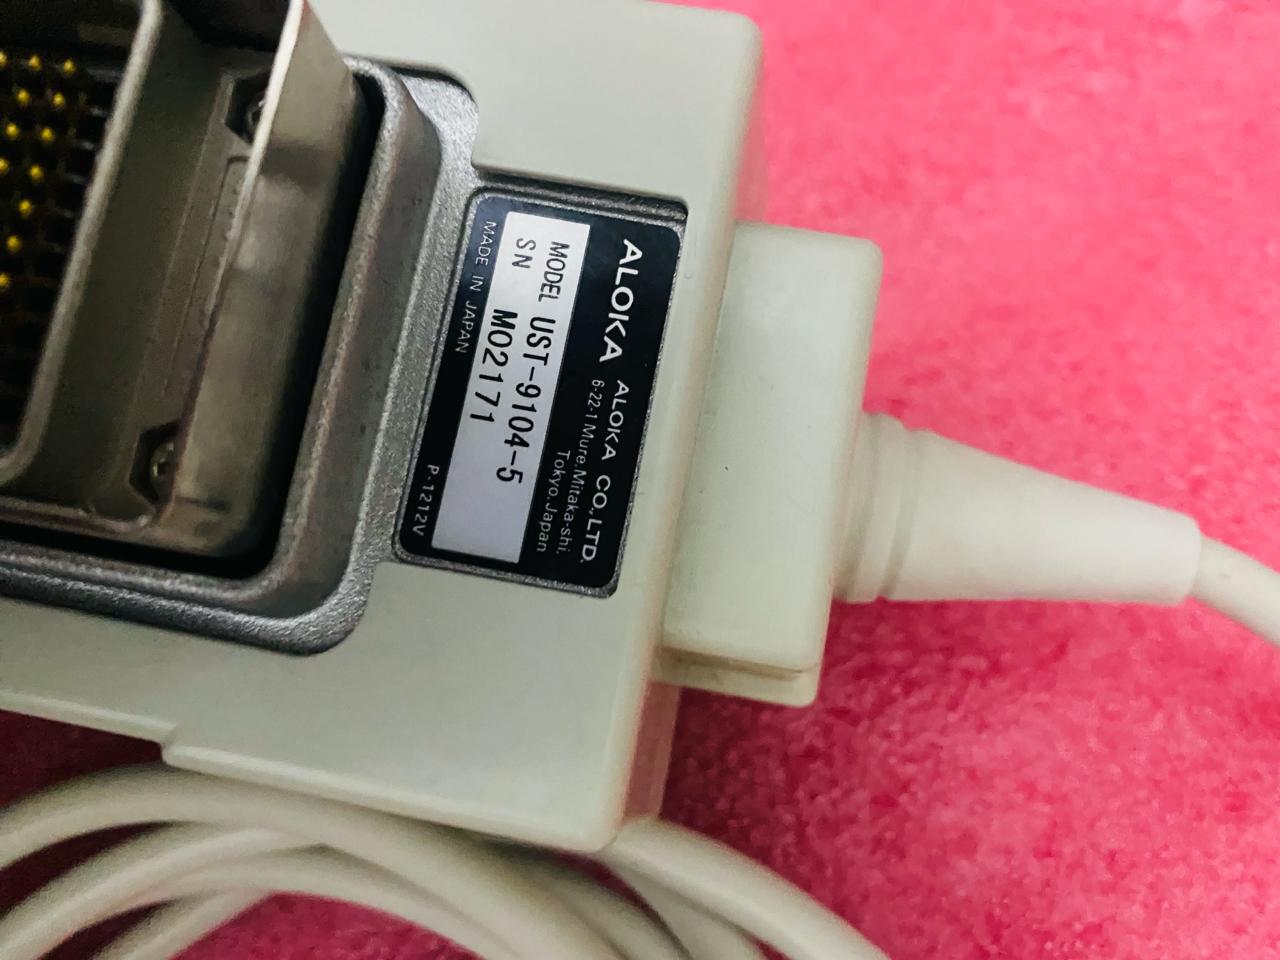 ALOKA ALOKA CO.,LTD.
6-22-1 Mure.Mitaka-shi,
Tokyo.Japan
MODEL UST-9104-5
SN M02171
MADE IN JAPAN P-1212V